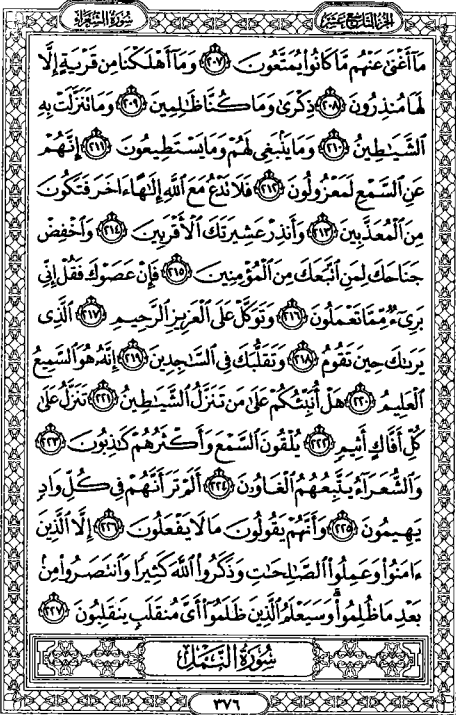 سُورَةُ الشُّعَرَاءِ الجزء التاسع عشر
مَآ أَغْنَىٰ عَنْهُم مَّا كَانُوا۟ يُمَتَّعُونَ ٢٠٧ وَمَآ أَهْلَكْنَا مِن قَرْيَةٍ إِلَّا
لَهَا مُنذِرُونَ ٢٠٨ ذِكْرَىٰ وَمَا كُنَّا ظَٰلِمِينَ ٢٠٩ وَمَا تَنَزَّلَتْ بِهِ
ٱلشَّيَٰطِينُ ٢١٠ وَمَا يَنۢبَغِى لَهُمْ وَمَا يَسْتَطِيعُونَ ٢١١ إِنَّهُمْ
عَنِ ٱلسَّمْعِ لَمَعْزُولُونَ ٢١٢ فَلَا تَدْعُ مَعَ ٱللَّهِ إِلَٰهًا ءَاخَرَ فَتَكُونَ
مِنَ ٱلْمُعَذَّبِينَ ٢١٣ وَأَنذِرْ عَشِيرَتَكَ ٱلْأَقْرَبِينَ ٢١٤ وَٱخْفِضْ
جَنَاحَكَ لِمَنِ ٱتَّبَعَكَ مِنَ ٱلْمُؤْمِنِينَ ٢١٥ فَإِنْ عَصَوْكَ فَقُلْ إِنِّى
بَرِىٓءٌ مِّمَّا تَعْمَلُونَ ٢١٦ وَتَوَكَّلْ عَلَى ٱلْعَزِيزِ ٱلرَّحِيمِ ٢١٧ ٱلَّذِى
يَرَىٰكَ حِينَ تَقُومُ ٢١٨ وَتَقَلُّبَكَ فِى ٱلسَّٰجِدِينَ ٢١٩ إِنَّهُۥ هُوَ ٱلسَّمِيعُ
ٱلْعَلِيمُ ٢٢٠ هَلْ أُنَبِّئُكُمْ عَلَىٰ مَن تَنَزَّلُ ٱلشَّيَٰطِينُ ٢٢١ تَنَزَّلُ عَلَىٰ
كُلِّ أَفَّاكٍ أَثِيمٍ ٢٢٢ يُلْقُونَ ٱلسَّمْعَ وَأَكْثَرُهُمْ كَٰذِبُونَ ٢٢٣
وَٱلشُّعَرَآءُ يَتَّبِعُهُمُ ٱلْغَاوُۥنَ ٢٢٤ أَلَمْ تَرَ أَنَّهُمْ فِى كُلِّ وَادٍ
يَهِيمُونَ ٢٢٥ وَأَنَّهُمْ يَقُولُونَ مَا لَا يَفْعَلُونَ ٢٢٦ إِلَّا ٱلَّذِينَ
ءَامَنُوا۟ وَعَمِلُوا۟ ٱلصَّٰلِحَٰتِ وَذَكَرُوا۟ ٱللَّهَ كَثِيرًا وَٱنتَصَرُوا۟ مِنۢ
بَعْدِ مَا ظُلِمُوا۟ ۗ وَسَيَعْلَمُ ٱلَّذِينَ ظَلَمُوٓا۟ أَىَّ مُنقَلَبٍ يَنقَلِبُونَ ٢٢٧
سُورَةُ النَّمْلِ
٣٧٦